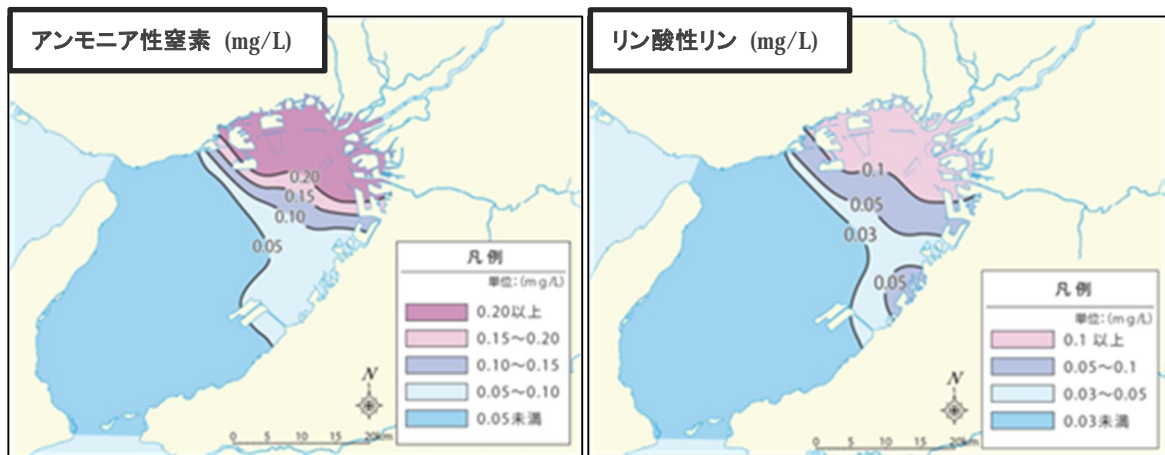 アンモニア性窒素 (mg/L)
0.20
0.15
0.10
0.05
凡例
単位:(mg/L)
0.20以上
0.15～0.20
0.10～0.15
0.05～0.10
0.05未満
N
0 5 10 15 20km
リン酸性リン (mg/L)
0.1
0.05
0.03
0.05
凡例
単位:(mg/L)
0.1 以上
0.05～0.1
0.03～0.05
0.03未満
N
0 5 10 15 20km